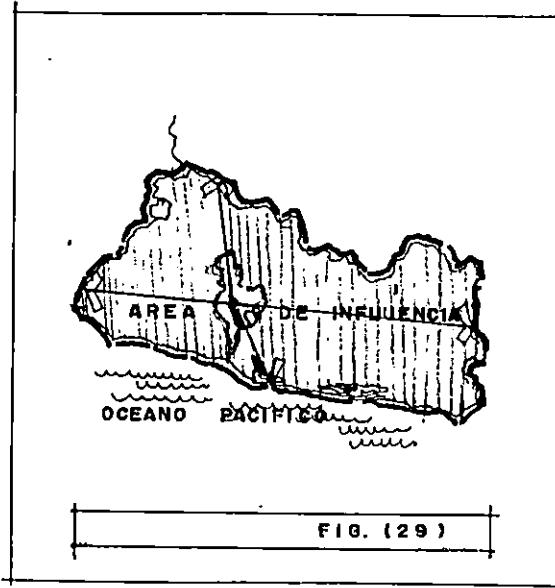 AREA DE INFLUENCIA
OCEANO PACIFICO
FIG. (29)